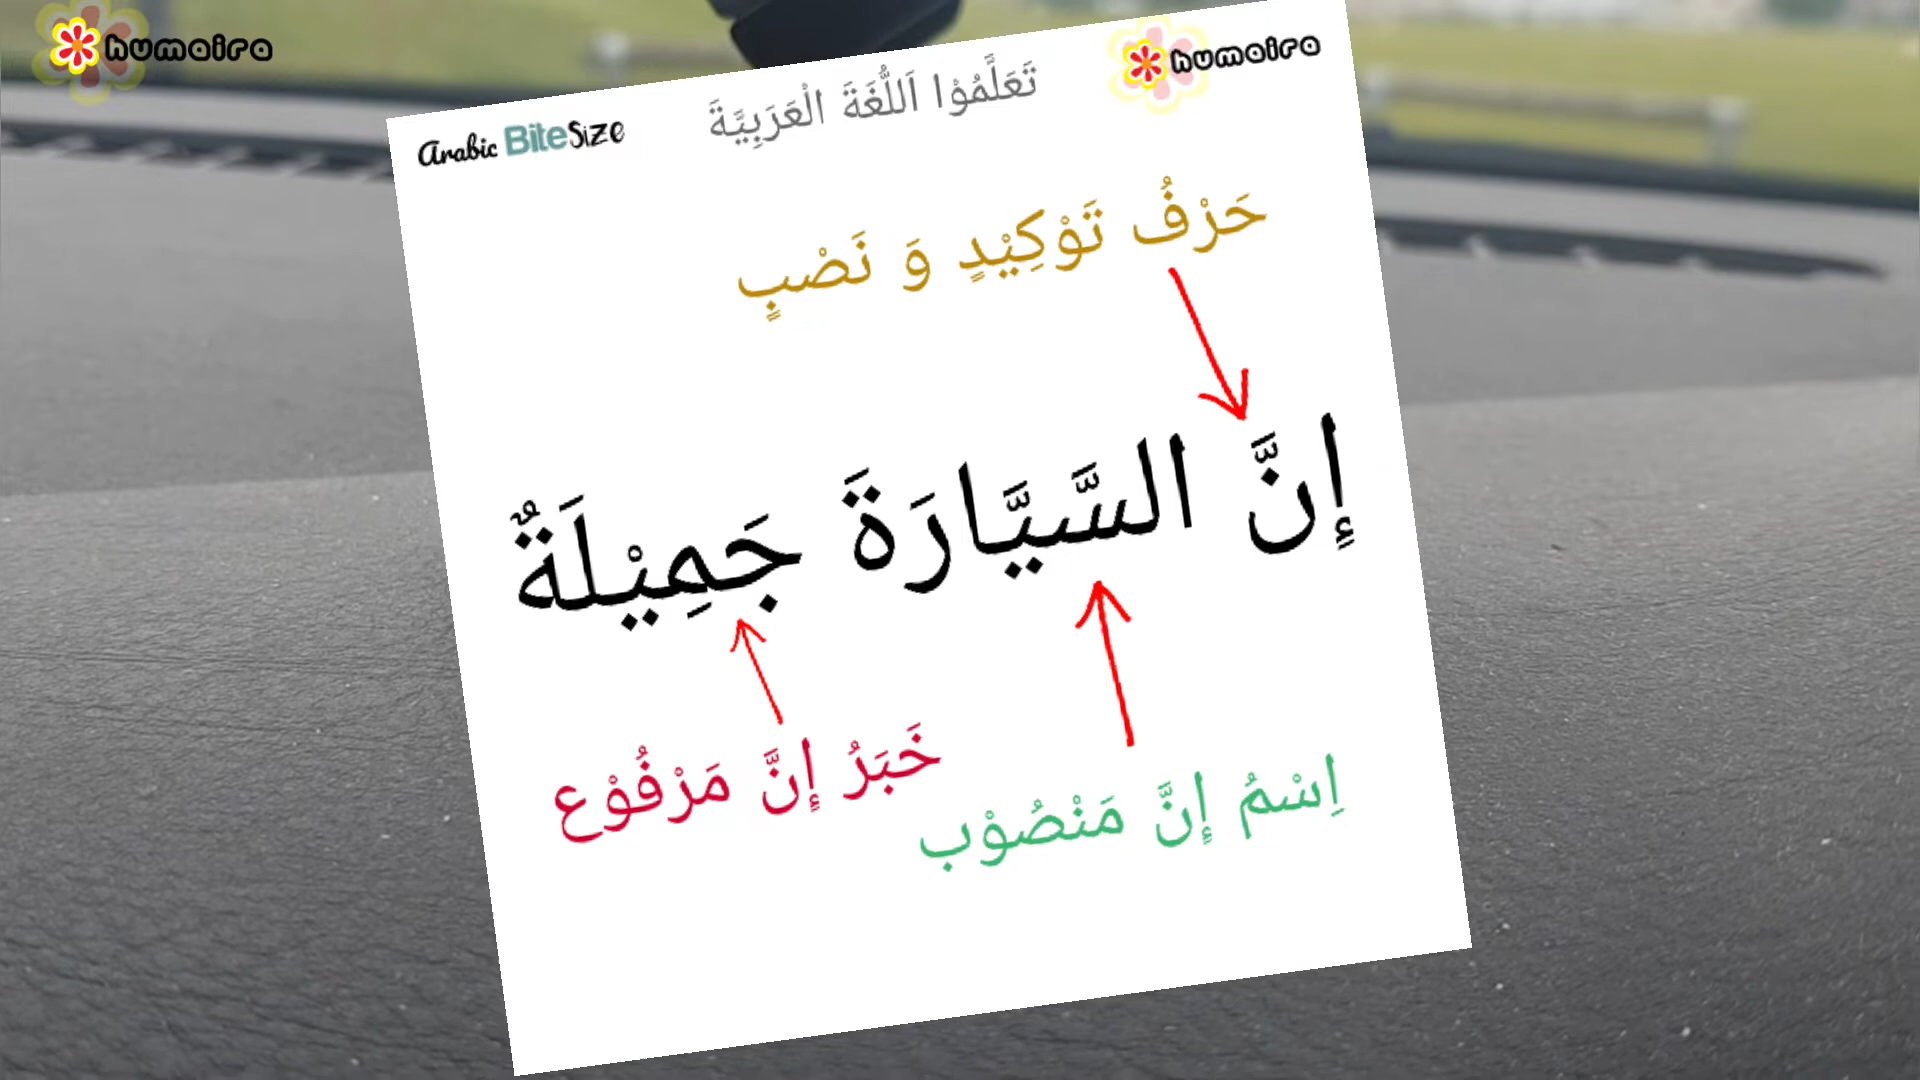 humaira
humaira
Arabic BiteSize
تَعَلَّمُوْا اَللُّغَةَ الْعَرَبِيَّةَ
حَرْفُ تَوْكِيْدٍ وَ نَصْبٍ
إِنَّ السَّيَّارَةَ جَمِيْلَةٌ
خَبَرُ إِنَّ مَرْفُوْع
اِسْمُ إِنَّ مَنْصُوْب